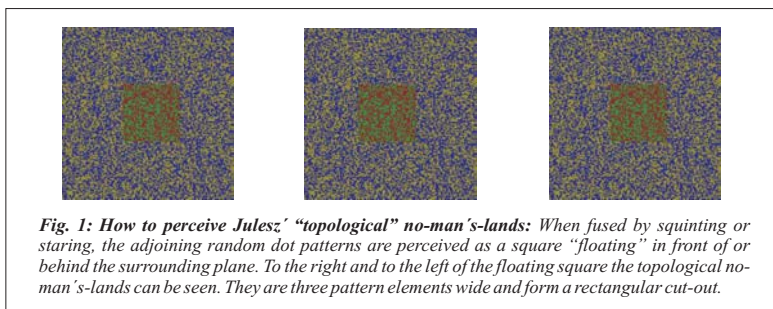 Fig. 1: How to perceive Julesz´ “topological” no-man´s-lands: When fused by squinting or
staring, the adjoining random dot patterns are perceived as a square “floating” in front of or
behind the surrounding plane. To the right and to the left of the floating square the topological no-
man´s-lands can be seen. They are three pattern elements wide and form a rectangular cut-out.